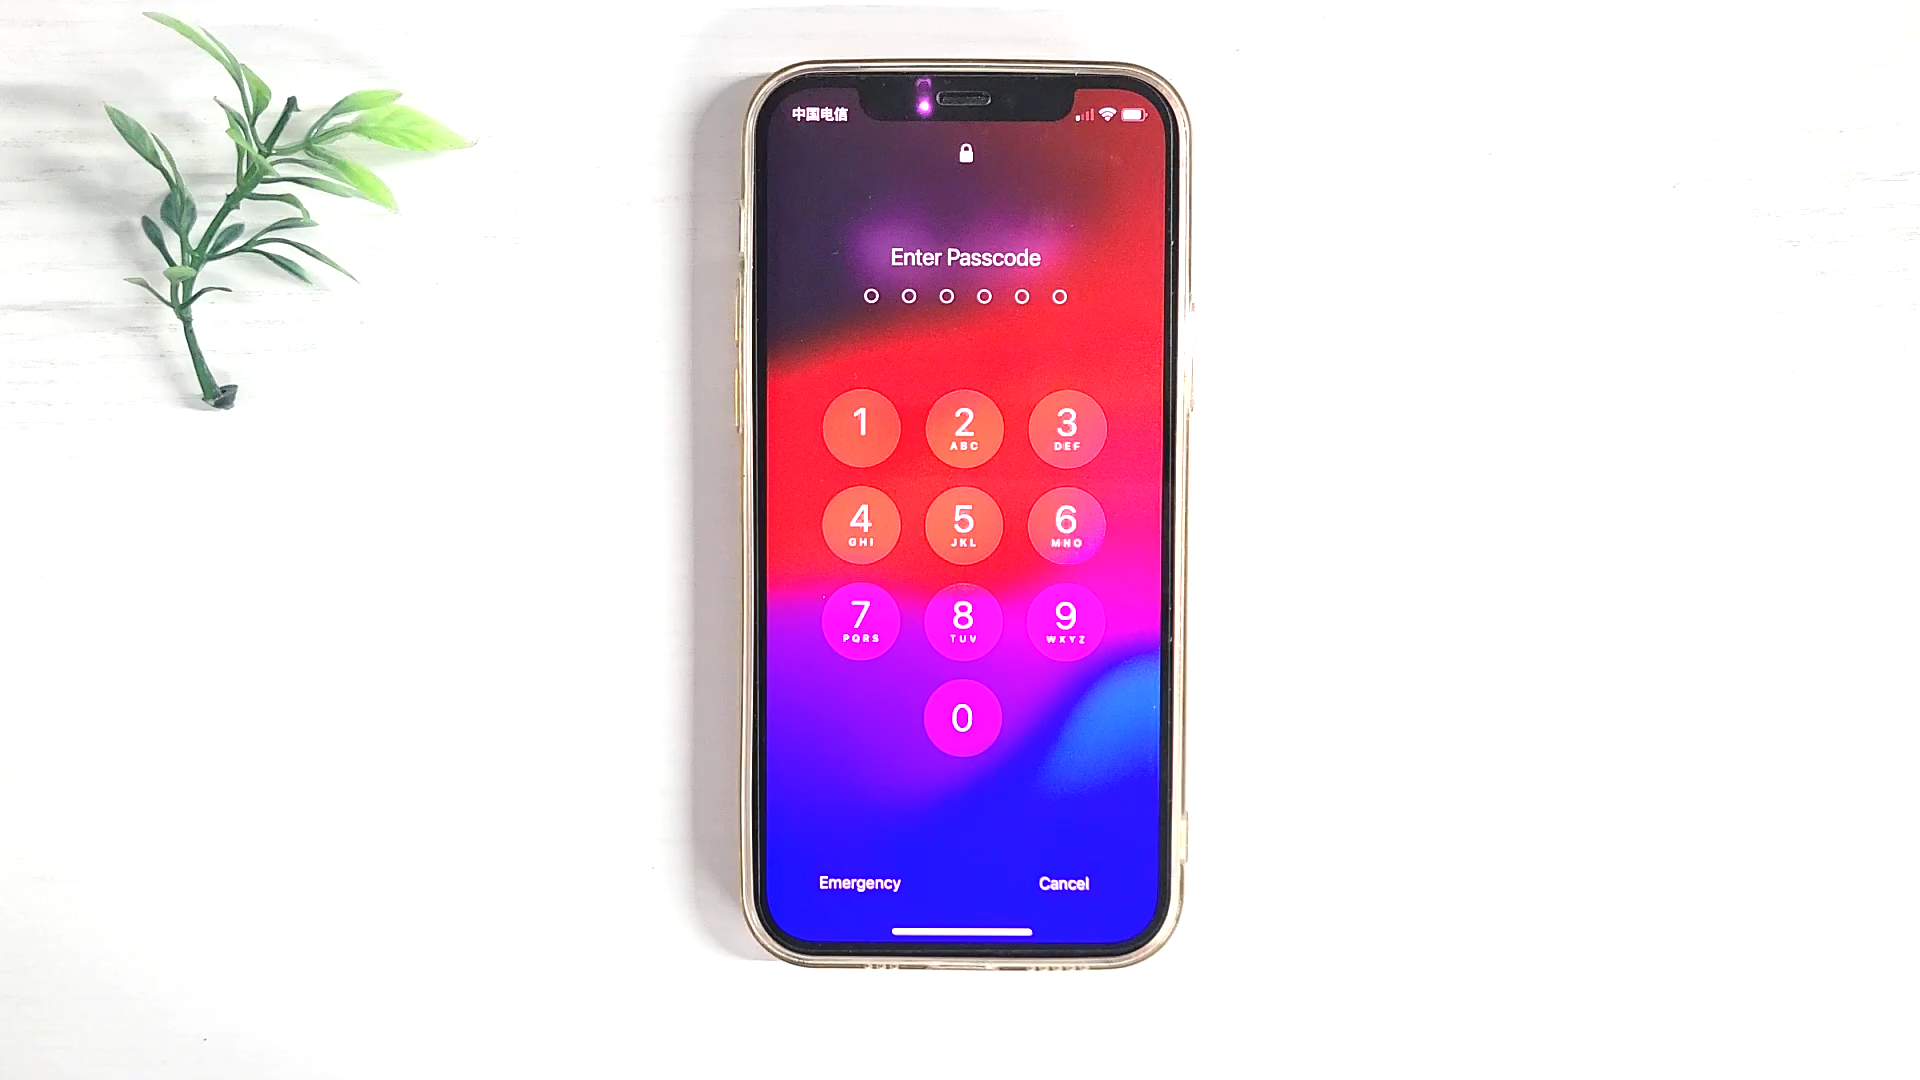 中国电信
Enter Passcode
1 2 3
ABC DEF
4 5 6
GHI JKL MNO
7 8 9
PQRS TUV WXYZ
0
Emergency Cancel